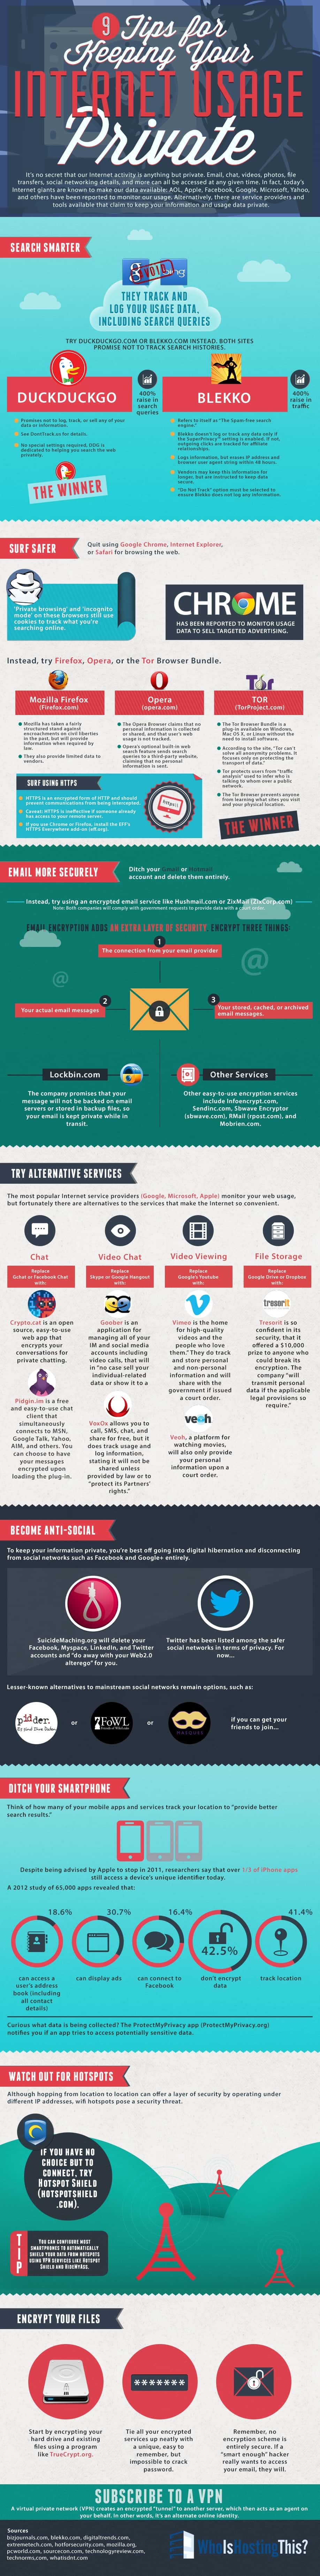 9 Tips for
Keeping Your
INTERNET USAGE
Private
It's no secret that our Internet activity is anything but private. Email, chat, videos, photos, file
transfers, social networking details, and more can all be accessed at any given time. In fact, today's
Internet giants are known to make our data available: AOL, Apple, Facebook, Google, Microsoft, Yahoo,
and others have been reported to monitor our usage. Alternatively, there are service providers and
tools available that claim to keep your information and usage data private.
SEARCH SMARTER
AVOID
THEY TRACK AND
LOG YOUR USAGE DATA,
INCLUDING SEARCH QUERIES
TRY DUCKDUCKGO.COM OR BLEKKO.COM INSTEAD. BOTH SITES
PROMISE NOT TO TRACK SEARCH HISTORIES.
DUCKDUCKGO
400%
raise in
search
queries
Promises not to log, track, or sell any of your
data or information.
See DontTrack.us for details.
No special settings required, DDG is
dedicated to helping you search the web
privately.
THE WINNER
BLEKKO
400%
raise in
traffic
Refers to itself as "The Spam-free search
engine."
Blekko doesn't log or track any data only if
the SuperPrivacy™ setting is enabled. If not,
outgoing clicks are tracked for affiliate
relationships.
Logs information, but erases IP address and
browser user agent string within 48 hours.
Vendors may keep this information for
longer, but are instructed to keep data
secure.
"Do Not Track" option must be selected to
ensure Blekko does not log any information
SURF SAFER
Quit using Google Chrome, Internet Explorer,
or Safari for browsing the web.
'Private browsing' and 'incognito
mode' on these browsers still use
cookies to track what you're
searching online.
CHROME
HAS BEEN REPORTED TO MONITOR USAGE
DATA TO SELL TARGETED ADVERTISING.
Instead, try Firefox, Opera, or the Tor Browser Bundle.
Mozilla Firefox
(Firefox.com)
Mozilla has taken a fairly
structured stand against
encroachments on civil liberties
in the past, but will provide
information when required by
law.
They also provide limited data to
vendors.
Opera
(opera.com)
The Opera Browser claims that no
personal information is collected
or shared, and that user's web
usage is not tracked.
Opera's optional built in web
search feature sends search
queries to a third-party website,
claiming that no personal
information is sent.
Tor
TOR
(TorProject.com)
The Tor Browser Bundle is a
plug-in available on Windows,
Mac OS X, or Linux without the
need to install software.
According to the site, "Tor can't
solve all anonymity problems. It
focuses only on protecting the
transport of data."
Tor protects users from "traffic
analysis" used to infer who is
talking to whom over a public
network.
The Tor Browser prevents anyone
from learning what sites you visit
and your physical location.
THE WINNER
SURF USING HTTPS
HTTPS is an encrypted form of HTTP and should
prevent communications from being intercepted.
Caveat: HTTPS is ineffective if someone already
has access to your remote server.
If you use Chrome or Firefox, install the EFF's
HTTPS Everywhere add-on (eff.org).
EMAIL MORE SECURELY
Ditch your Gmail or Hotmail
account and delete them entirely.
Instead, try using an encrypted email service like Hushmail.com or ZixMail (ZixCorp.com)
Note: Both companies will comply with government requests to provide data with a court order.
EMAIL ENCRYPTION ADDS AN EXTRA LAYER OF SECURITY. ENCRYPT THREE THINGS:
1
The connection from your email provider
2
Your actual email messages
3
Your stored, cached, or archived
email messages.
Lockbin.com
The company promises that your
message will not be backed on email
servers or stored in backup files, so
your email is kept private while in
transit.
Other Services
Other easy-to-use encryption services
include Infoencrypt.com,
Sendinc.com, Sbwave Encryptor
(sbwave.com), RMail (rpost.com), and
Mobrien.com.
TRY ALTERNATIVE SERVICES
The most popular Internet service providers (Google, Microsoft, Apple) monitor your web usage,
but fortunately there are alternatives to the services that make the Internet so convenient.
Chat
Replace
Gchat or Facebook Chat
with:
Crypto.cat is an open
source, easy-to-use
web app that
encrypts your
conversations for
private chatting.
Pidgin.im is a free
and easy-to-use chat
client that
simultaneously
connects to MSN,
Google Talk, Yahoo,
AIM, and others. You
can choose to have
your messages
encrypted upon
loading the plug-in.
Video Chat
Replace
Skype or Google Hangout
with:
Goober is an
application for
managing all of your
IM and social media
accounts including
video calls, that will
in "no case sell your
individual-related
data or show it to a
VoxOx allows you to
call, SMS, chat, and
share for free, but it
does track usage and
log information,
stating it will not be
shared unless
provided by law or to
"protect its Partners'
rights."
Video Viewing
Replace
Google's Youtube
with:
Vimeo is the home
for high-quality
videos and the
people who love
them." They do track
and store personal
and non-personal
information and will
share with the
government if issued
a court order.
veoh
Veoh, a platform for
watching movies,
will also only provide
your personal
information upon a
court order.
File Storage
Replace
Google Drive or Dropbox
with:
tresorit
Tresorit is so
confident in its
security, that it
offered a $10,000
prize to anyone who
could break its
encryption. The
company "will
transmit personal
data if the applicable
legal provisions so
require."
BECOME ANTI-SOCIAL
To keep your information private, you're best off going into digital hibernation and disconnecting
from social networks such as Facebook and Google+ entirely.
SuicideMaching.org will delete your
Facebook, Myspace, LinkedIn, and Twitter
accounts and "do away with your Web2.0
alterego" for you.
Twitter has been listed among the safer
social networks in terms of privacy. For
now...
Lesser-known alternatives to mainstream social networks remain options, such as:
pidder.
or
FoWL
or
if you can get your
friends to join...
DITCH YOUR SMARTPHONE
Think of how many of your mobile apps and services track your location to "provide better
search results."
Despite being advised by Apple to stop in 2011, researchers say that over 1/2 of iPhone apps
still access a device's unique identifier today.
A 2012 study of 65,000 apps revealed that:
18.6%
can access a
user's address
book (including
all contact
details)
30.7%
can display ads
16.4%
can connect to
Facebook
42.5%
don't encrypt
data
41.4%
track location
Curious what data is being collected? The ProtectMyPrivacy app (ProtectMyPrivacy.org)
notifies you if an app tries to access potentially sensitive data.
WATCH OUT FOR HOTSPOTS
Although hopping from location to location can offer a layer of security by operating under
different IP addresses, wifi hotspots pose a security threat.
IF YOU HAVE NO
CHOICE BUT TO
CONNECT, TRY
HOTSPOT SHIELD
(HOTSPOTSHIELD
.COM).
TIP
YOU CAN CONFIGURE MOST
SMARTPHONES TO AUTOMATICALLY
SHIELD YOUR DATA FROM HOTSPOTS
USING VPN SERVICES LIKE HOTSPOT
SHIELD AND HIDEMYASS.
ENCRYPT YOUR FILES
*******
Start by encrypting your
hard drive and existing
files using a program
like TrueCrypt.org.
Tie all your encrypted
services up neatly with
a unique, easy to
remember, but
impossible to crack
password.
Remember, no
encryption scheme is
entirely secure. If a
"smart enough" hacker
really wants to access
your email, they will.
SUBSCRIBE TO A VPN
A virtual private network (VPN) creates an encrypted "tunnel" to another server, which then acts as an agent on
your behalf. In other words, it's an alternate online identity.
Sources
bizjournals.com, blekko.com, digitaltrends.com,
extremetech.com, hotforsecurity.com, mozilla.org,
pcworld.com, sourcecon.com, technologyreview.com,
technorms.com, whatisdnt.com
WhoIsHostingThis?